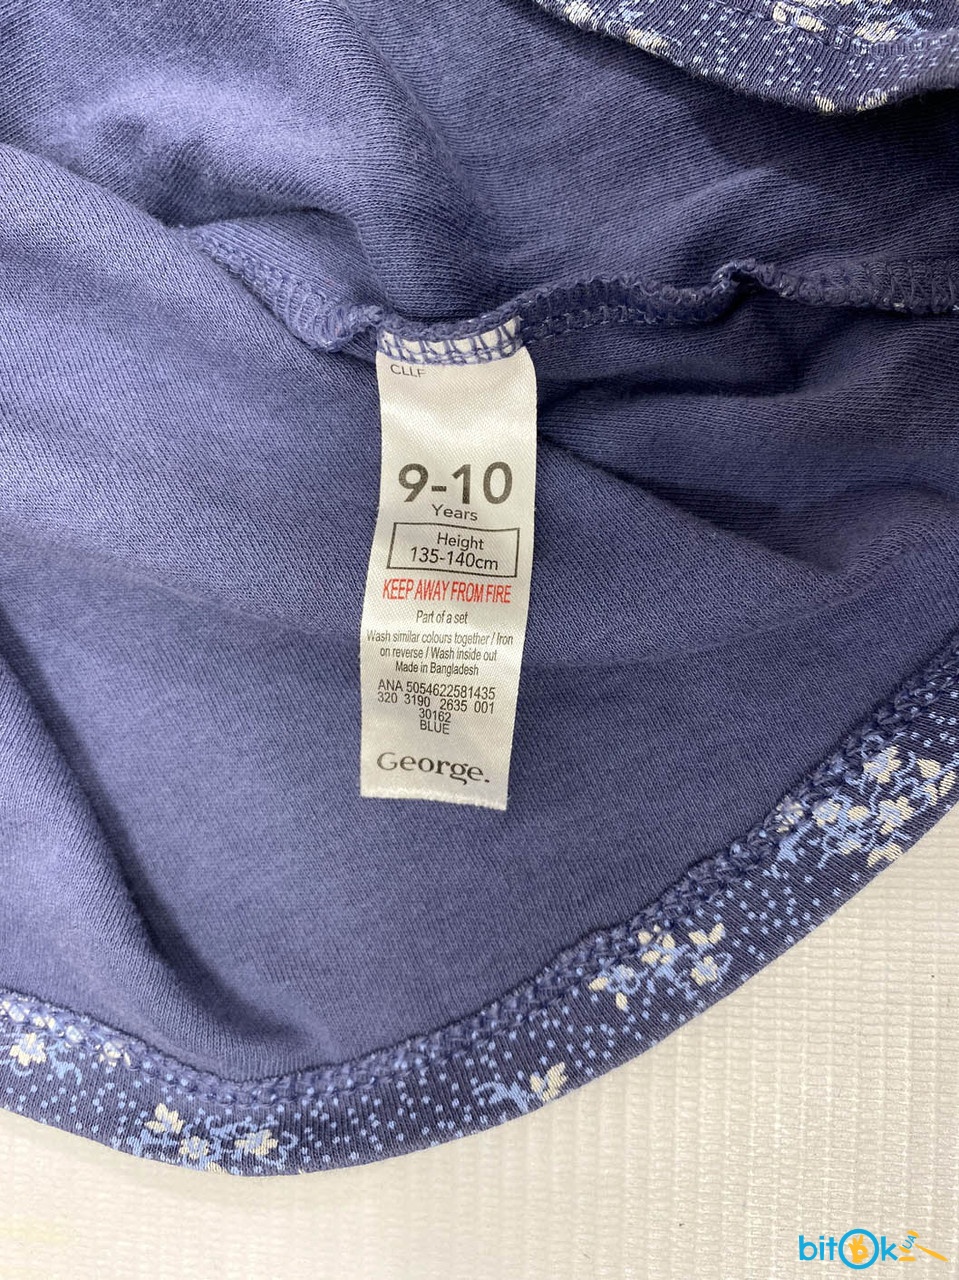 CLLF
9-10
Years
Height
135-140cm
KEEP AWAY FROM FIRE
Part of a set
Wash similar colours together / Iron
on reverse / Wash inside out
Made in Bangladesh
ANA 5054622581435
320 3190 2635 001
30162
BLUE
George.
bitOk UA